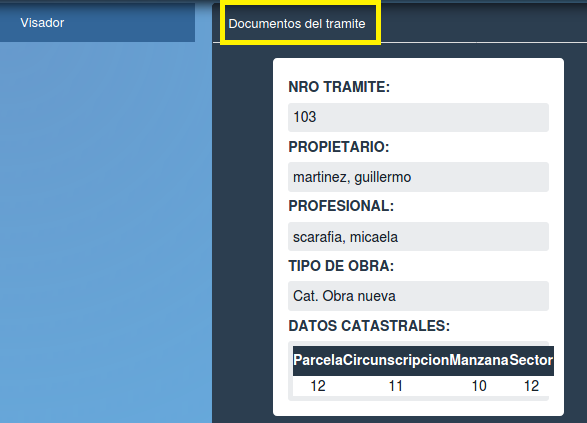 Visador
Documentos del tramite
NRO TRAMITE:
103
PROPIETARIO:
martinez, guillermo
PROFESIONAL:
scarafia, micaela
TIPO DE OBRA:
Cat. Obra nueva
DATOS CATASTRALES:
Parcela Circunscripcion Manzana Sector
12 11 10 12